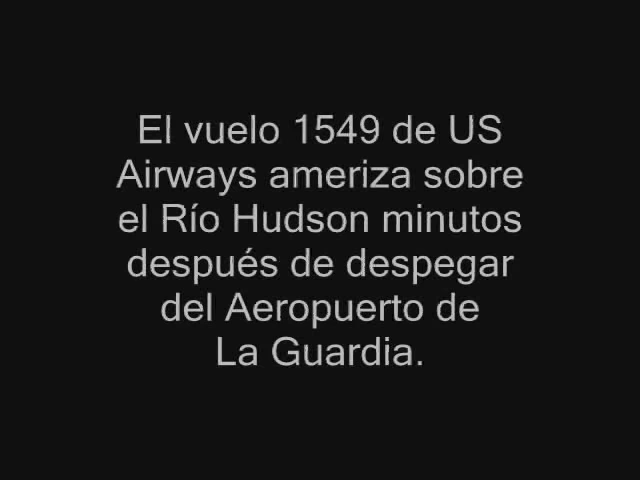 El vuelo 1549 de US
Airways ameriza sobre
el Río Hudson minutos
después de despegar
del Aeropuerto de
La Guardia.